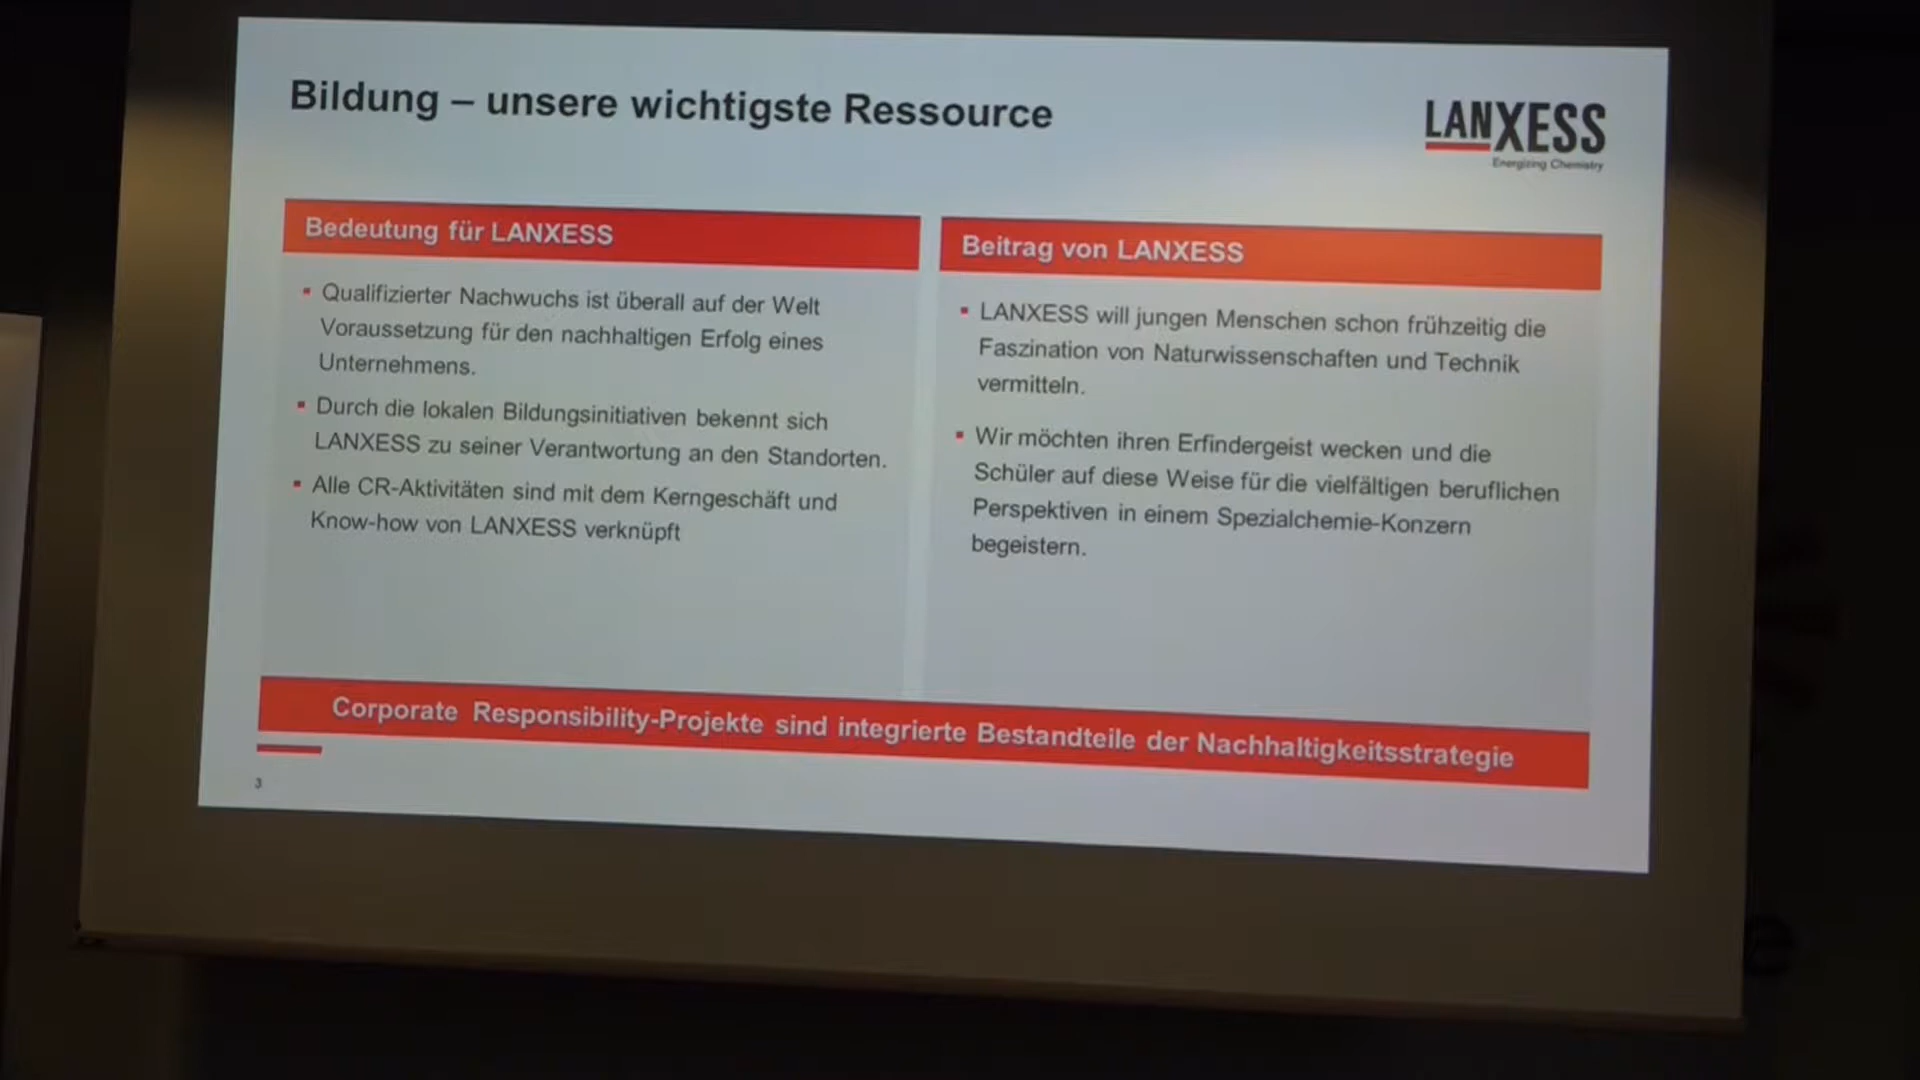 Bildung – unsere wichtigste Ressource
LANXESS
Energizing Chemistry
Bedeutung für LANXESS
▪ Qualifizierter Nachwuchs ist überall auf der Welt
Voraussetzung für den nachhaltigen Erfolg eines
Unternehmens.
▪ Durch die lokalen Bildungsinitiativen bekennt sich
LANXESS zu seiner Verantwortung an den Standorten.
▪ Alle CR-Aktivitäten sind mit dem Kerngeschäft und
Know-how von LANXESS verknüpft
Beitrag von LANXESS
▪ LANXESS will jungen Menschen schon frühzeitig die
Faszination von Naturwissenschaften und Technik
vermitteln.
▪ Wir möchten ihren Erfindergeist wecken und die
Schüler auf diese Weise für die vielfältigen beruflichen
Perspektiven in einem Spezialchemie-Konzern
begeistern.
Corporate Responsibility-Projekte sind integrierte Bestandteile der Nachhaltigkeitsstrategie
3